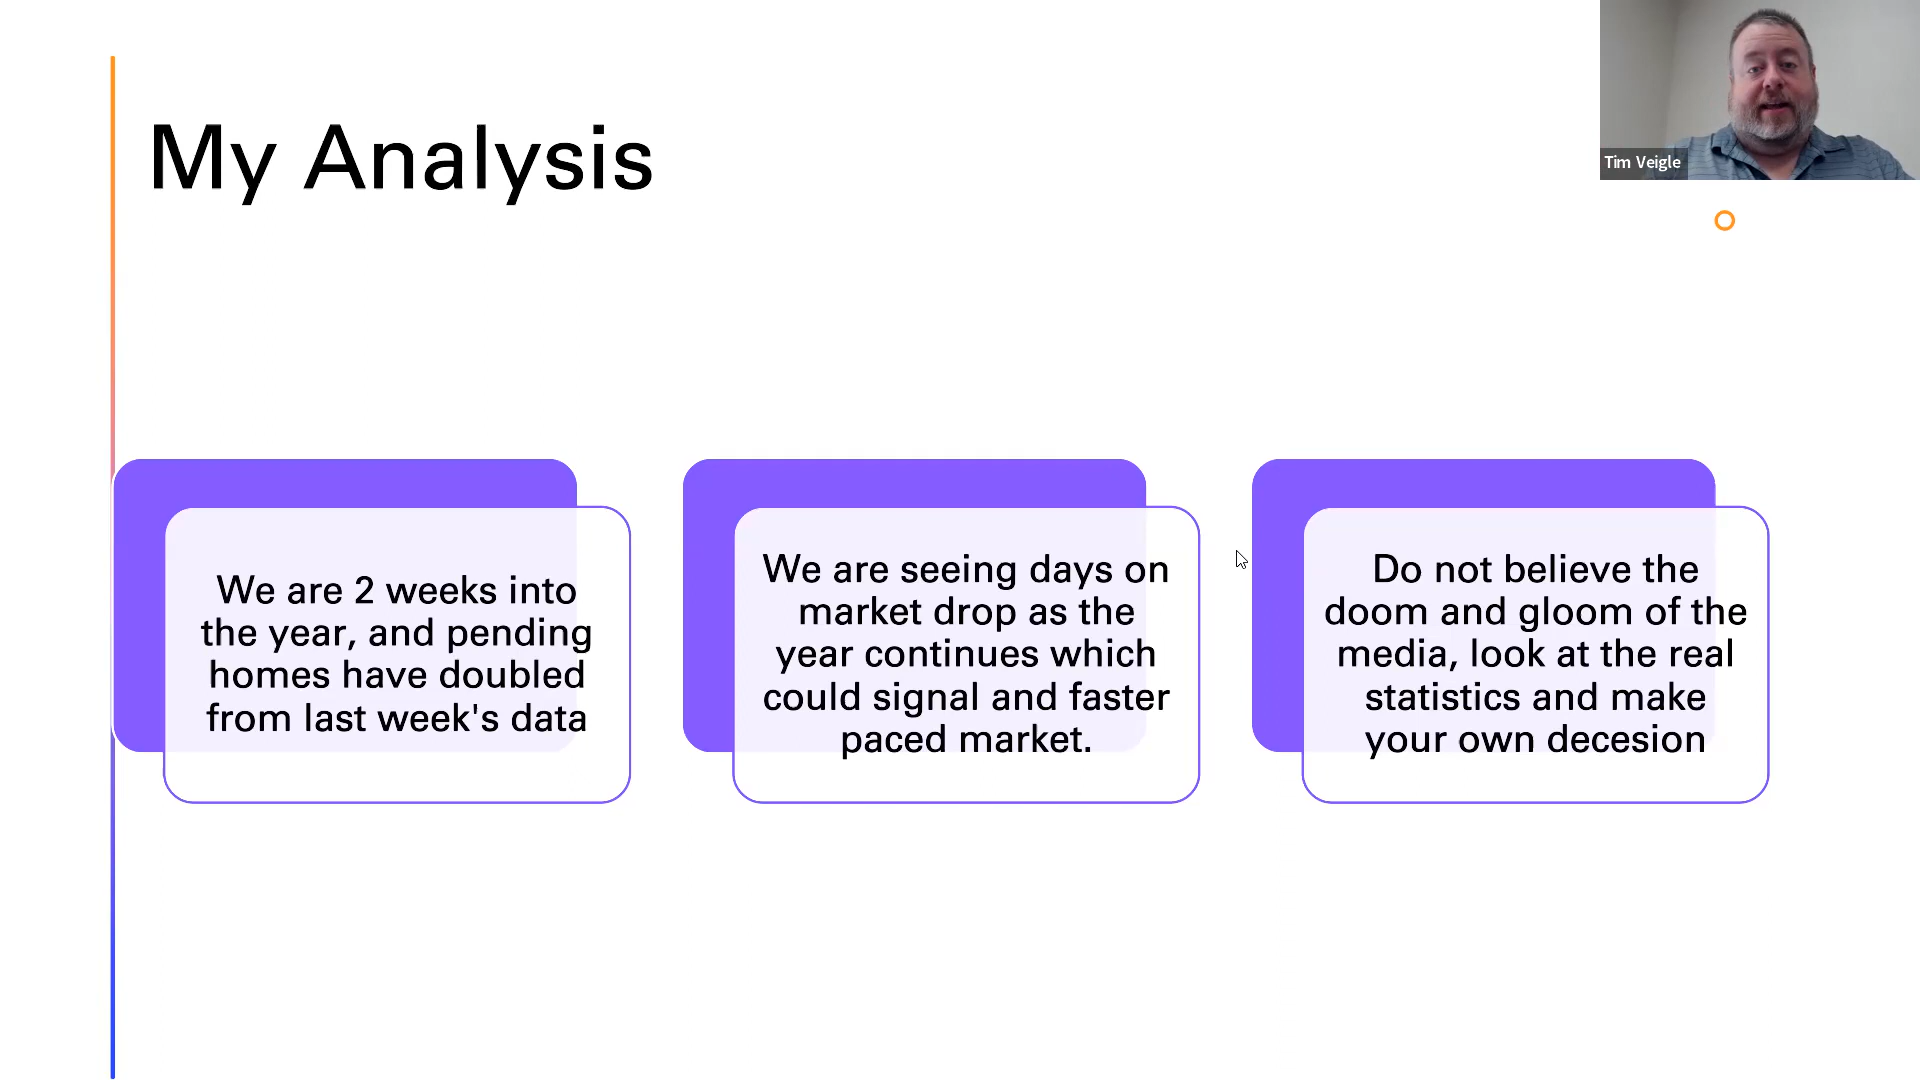 My Analysis
Tim Veigle
We are 2 weeks into
the year, and pending
homes have doubled
from last week's data
We are seeing days on
market drop as the
year continues which
could signal and faster
paced market.
Do not believe the
doom and gloom of the
media, look at the real
statistics and make
your own decesion